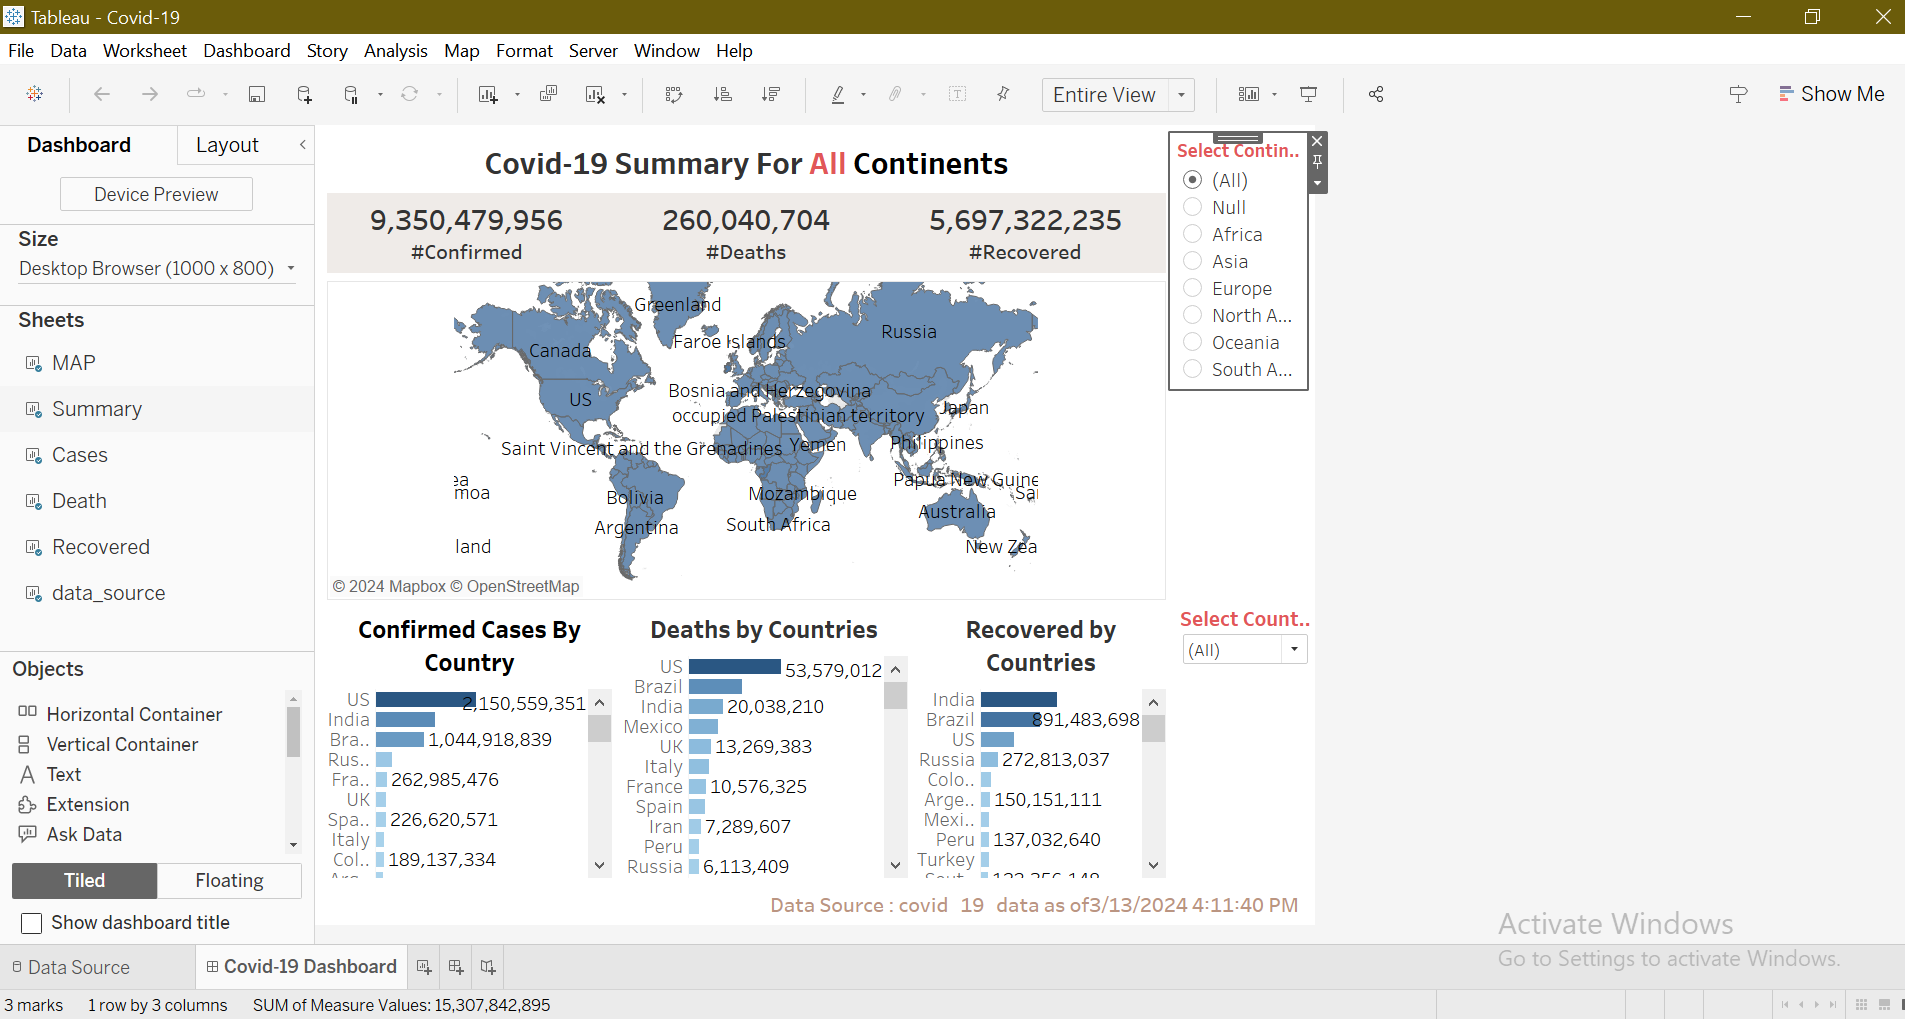 Tableau - Covid-19
File Data Worksheet Dashboard Story Analysis Map Format Server Window Help
Entire View
Show Me
Dashboard Layout
Device Preview
Size
Desktop Browser (1000 x 800)
Sheets
MAP
Summary
Cases
Death
Recovered
data_source
Objects
Horizontal Container
Vertical Container
Text
Extension
Ask Data
Tiled Floating
Show dashboard title
Covid-19 Summary For All Continents
9,350,479,956 260,040,704 5,697,322,235
#Confirmed #Deaths #Recovered
Select Contin..
(All)
Null
Africa
Asia
Europe
North A...
Oceania
South A...
Greenland
Russia
Faroe Islands
Canada
Bosnia and Herzegovina
US
Japan
occupied Palestinian territory
Philippines
Yemen
Saint Vincent and the Grenadines
ea
moa
Papua New Guine
Sai
Bolivia
Mozambique
Australia
Argentina
South Africa
land
New Zea
© 2024 Mapbox © OpenStreetMap
Select Count..
(All)
Confirmed Cases By
Country
US 2,150,559,351
India
Bra.. 1,044,918,839
Rus..
Fra.. 262,985,476
UK
Spa.. 226,620,571
Italy
Col.. 189,137,334
Arg..
Deaths by Countries
US 53,579,012
Brazil
India 20,038,210
Mexico
UK 13,269,383
Italy
France 10,576,325
Spain
Iran 7,289,607
Peru
Russia 6,113,409
Recovered by
Countries
India
Brazil 891,483,698
US
Russia 272,813,037
Colo..
Arge.. 150,151,111
Mexi..
Peru 137,032,640
Turkey
Data Source : covid 19 data as of3/13/2024 4:11:40 PM
Activate Windows
Go to Settings to activate Windows.
Data Source Covid-19 Dashboard
3 marks 1 row by 3 columns SUM of Measure Values: 15,307,842,895